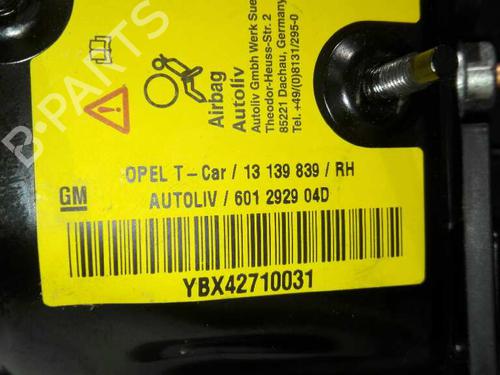 Airbag
Autoliv
Autoliv GmbH Werk Sued
Theodor-Heuss-Str. 2
85221 Dachau, Germany
Tel. +49/(0)8131/295-0
OPEL T-Car / 13 139 839 / RH
GM
AUTOLIV / 601 2929 04D
YBX42710031
B-PARTS